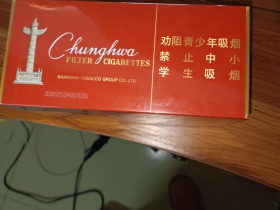 Chunghwa
FILTER CIGARETTES
SHANGHAI TOBACCO GROUP CO., LTD.
劝阻青少年吸烟
禁止中小
学生吸烟